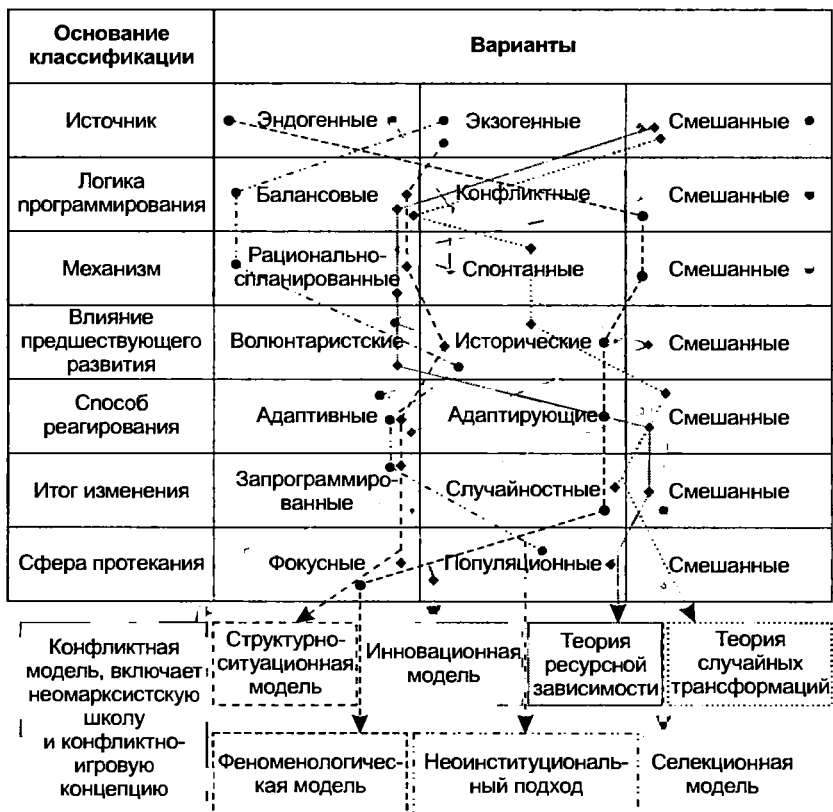 Основание
классификации
Варианты
Источник
Эндогенные
Экзогенные
Смешанные
Логика
программирования
Балансовые
Конфликтные
Смешанные
Механизм
Рационально-
спланированные
Спонтанные
Смешанные
Влияние
предшествующего
развития
Волюнтаристские
Исторические
Смешанные
Способ
реагирования
Адаптивные
Адаптирующие
Смешанные
Итог изменения
Запрограммиро-
ванные
Случайностные
Смешанные
Сфера протекания
Фокусные
Популяционные
Смешанные
Конфликтная
модель, включает
неомарксистскую
школу
и конфликтно-
игровую
концепцию
Структурно-
ситуационная
модель
Инновационная
модель
Теория
ресурсной
зависимости
Теория
случайных
трансформаций
Феноменологичес-
кая модель
Неоинституциональ-
ный подход
Селекционная
модель